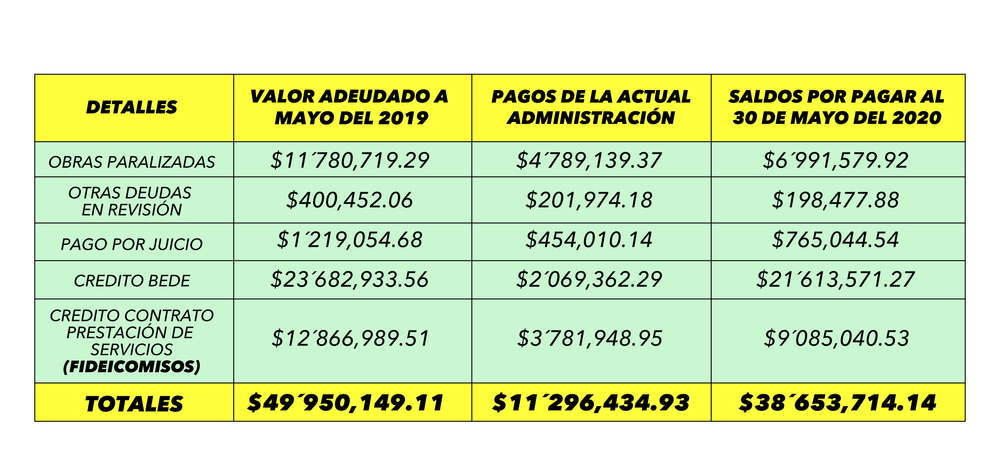 DETALLES
VALOR ADEUDADO A
MAYO DEL 2019
PAGOS DE LA ACTUAL
ADMINISTRACIÓN
SALDOS POR PAGAR AL
30 DE MAYO DEL 2020
OBRAS PARALIZADAS
$11´780,719.29
$4´789,139.37
$6´991,579.92
OTRAS DEUDAS
EN REVISIÓN
$400,452.06
$201,974.18
$198,477.88
PAGO POR JUICIO
$1´219,054.68
$454,010.14
$765,044.54
CREDITO BEDE
$23´682,933.56
$2´069,362.29
$21´613,571.27
CREDITO CONTRATO
PRESTACIÓN DE
SERVICIOS
(FIDEICOMISOS)
$12´866,989.51
$3´781,948.95
$9´085,040.53
TOTALES
$49´950,149.11
$11´296,434.93
$38´653,714.14